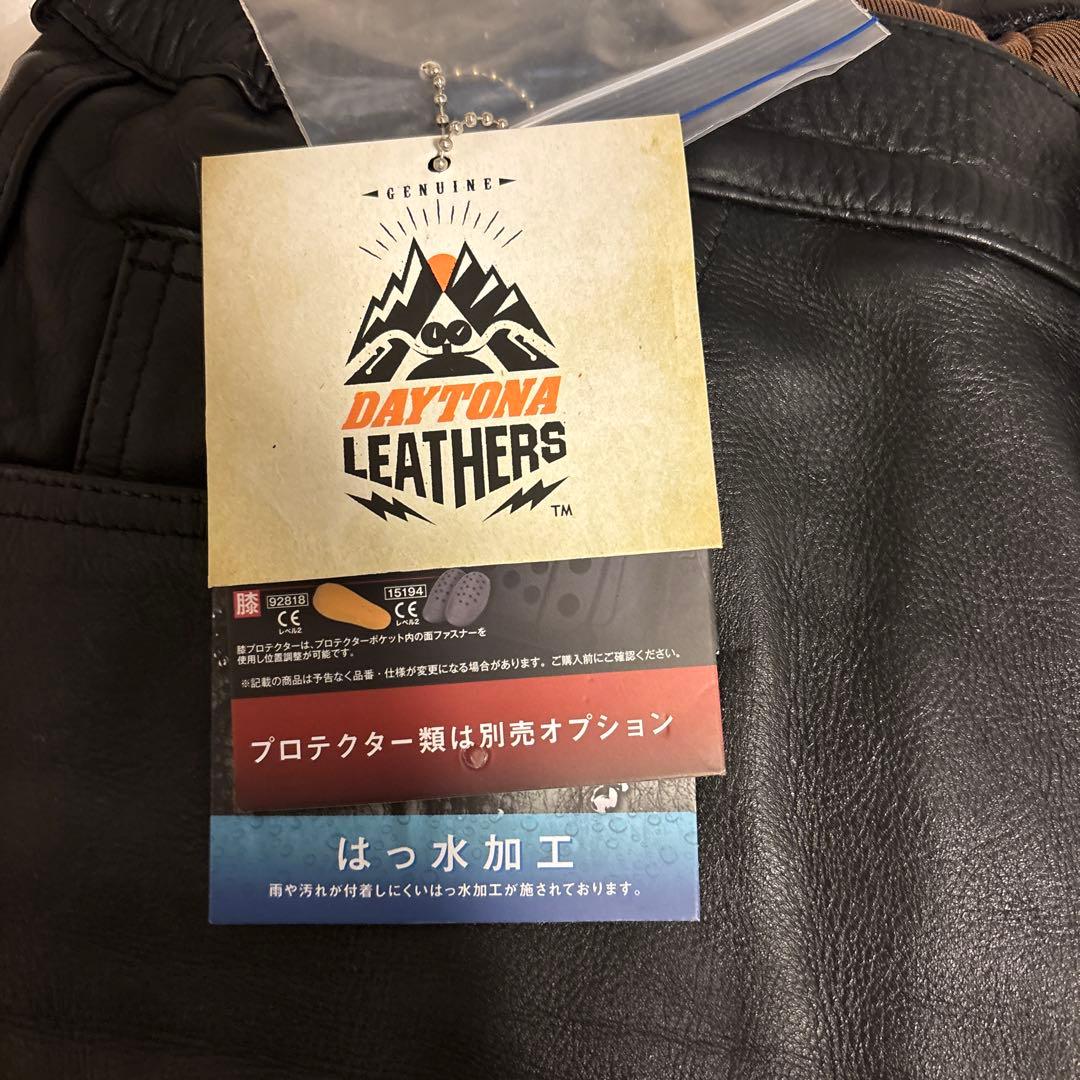 GENUINE
DAYTONA
LEATHERS
TM
膝 92818 15194
CE CE
レベル2 レベル2
膝プロテクターは、プロテクターポケット内の面ファスナーを
使用し位置調整が可能です。
※記載の商品は予告なく品番・仕様が変更になる場合があります。ご購入前にご確認ください。
プロテクター類は別売オプション
はっ水加工
雨や汚れが付着しにくいはっ水加工が施されております。